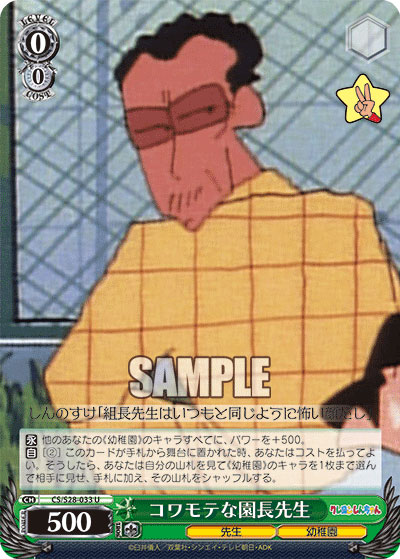 LEVEL
0
0
COST
SAMPLE
しんのすけ「組長先生はいつもと同じように怖い顔だし」
永 他のあなたの《幼稚園》のキャラすべてに、パワーを＋500。
自 [②] このカードが手札から舞台に置かれた時、あなたはコストを払ってよ
い。そうしたら、あなたは自分の山札を見て《幼稚園》のキャラを1枚まで選ん
で相手に見せ、手札に加え、その山札をシャッフルする。
CH
CS/S28-033 U
500
コワモテな園長先生
クレヨンしんちゃん
先生
幼稚園
©臼井儀人／双葉社・シンエイ・テレビ朝日・ADK